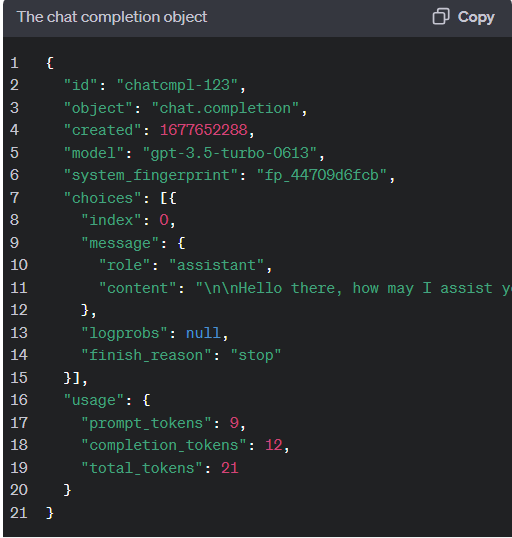 The chat completion object
Copy
1 {
2 "id": "chatcmpl-123",
3 "object": "chat.completion",
4 "created": 1677652288,
5 "model": "gpt-3.5-turbo-0613",
6 "system_fingerprint": "fp_44709d6fcb",
7 "choices": [{
8 "index": 0,
9 "message": {
10 "role": "assistant",
11 "content": "\n\nHello there, how may I assist
12 },
13 "logprobs": null,
14 "finish_reason": "stop"
15 }],
16 "usage": {
17 "prompt_tokens": 9,
18 "completion_tokens": 12,
19 "total_tokens": 21
20 }
21 }